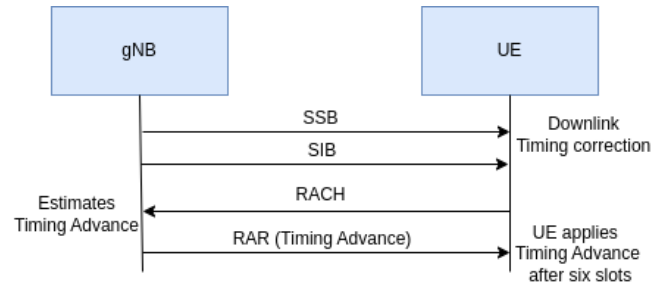 gNB
UE
SSB
Downlink
Timing correction
SIB
RACH
Estimates
Timing Advance
RAR (Timing Advance)
UE applies
Timing Advance
after six slots